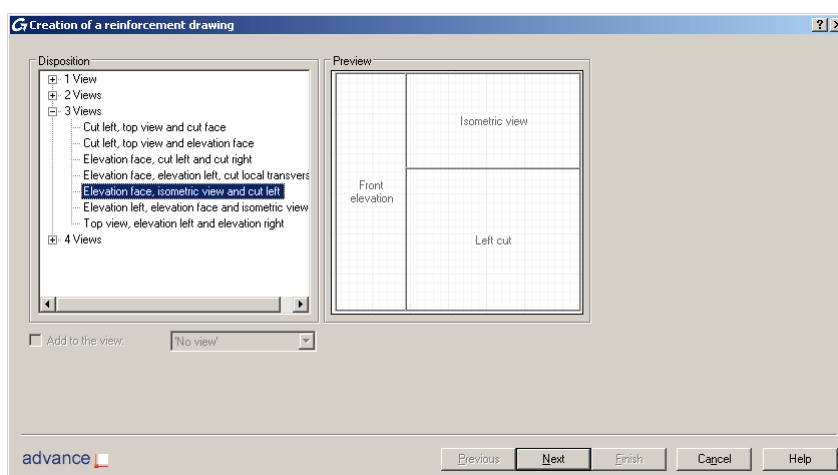 Creation of a reinforcement drawing
Disposition
1 View
2 Views
3 Views
Cut left, top view and cut face
Cut left, top view and elevation face
Elevation face, cut left and cut right
Elevation face, elevation left, cut local transvers
Elevation face, isometric view and cut left
Elevation left, elevation face and isometric view
Top view, elevation left and elevation right
4 Views
Preview
Isometric view
Front
elevation
Left cut
Add to the view:
'No view'
advance
Previous
Next
Finish
Cancel
Help